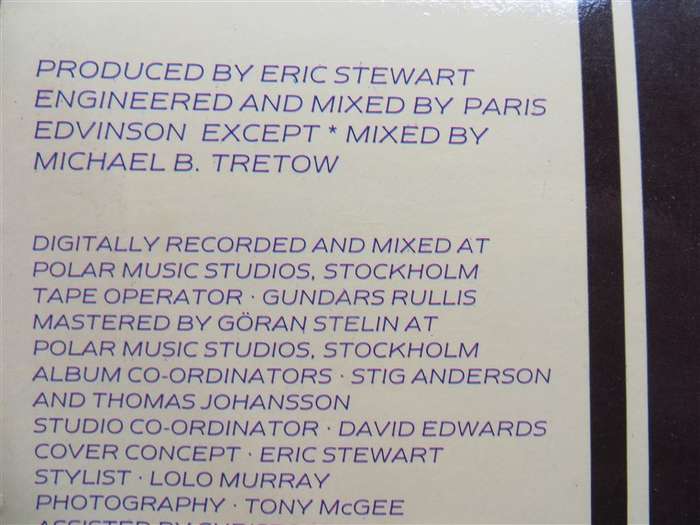 PRODUCED BY ERIC STEWART
ENGINEERED AND MIXED BY PARIS
EDVINSON EXCEPT * MIXED BY
MICHAEL B. TRETOW
DIGITALLY RECORDED AND MIXED AT
POLAR MUSIC STUDIOS, STOCKHOLM
TAPE OPERATOR · GUNDARS RULLIS
MASTERED BY GÖRAN STELIN AT
POLAR MUSIC STUDIOS, STOCKHOLM
ALBUM CO-ORDINATORS · STIG ANDERSON
AND THOMAS JOHANSSON
STUDIO CO-ORDINATOR · DAVID EDWARDS
COVER CONCEPT · ERIC STEWART
STYLIST · LOLO MURRAY
PHOTOGRAPHY · TONY McGEE
ASSISTED BY